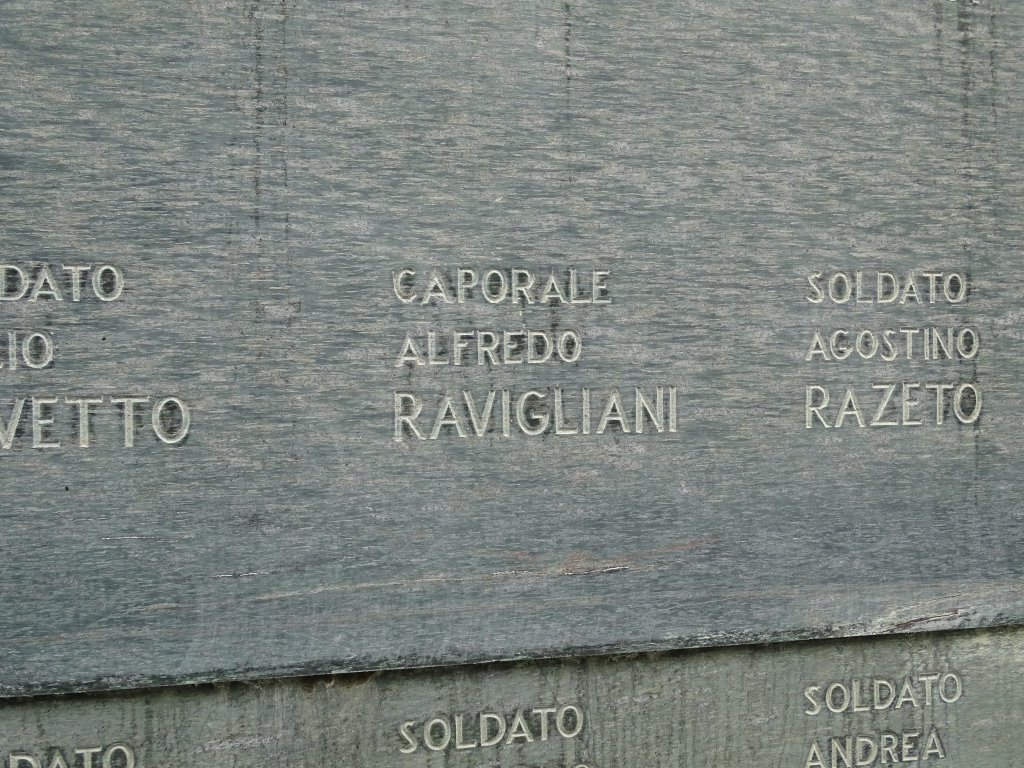 CAPORALE
ALFREDO
RAVIGLIANI
SOLDATO
AGOSTINO
RAZETO
SOLDATO
SOLDATO
ANDREA